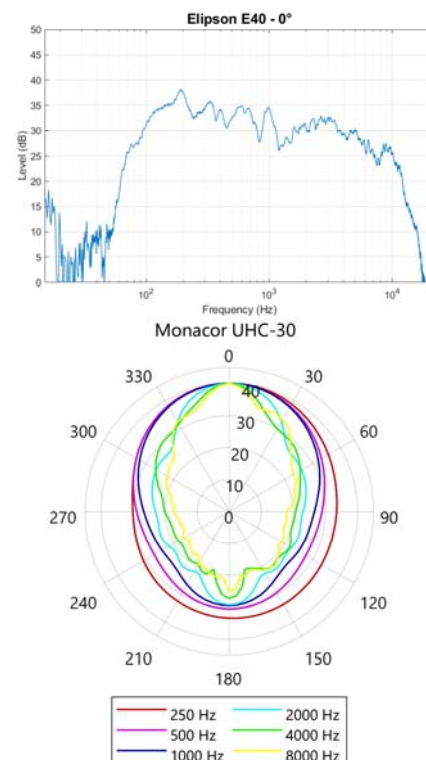 Elipson E40 - 0°
50
45
40
35
30
25
20
15
10
5
0
Level (dB)
10² 10³ 10⁴
Frequency (Hz)
Monacor UHC-30
0
330 30
40
300 30 60
20
10
270 0 90
240 120
210 150
180
250 Hz 2000 Hz
500 Hz 4000 Hz
1000 Hz 8000 Hz